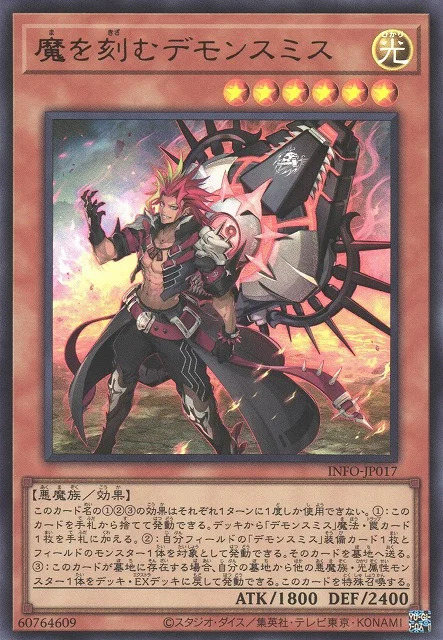 魔を刻むデモンスミス
光
INFO-JP017
【悪魔族/効果】
このカード名の①②③の効果はそれぞれ1ターンに1度しか使用できない。①:この
カードを手札から捨てて発動できる。デッキから「デモンスミス」魔法・罠カード
1枚を手札に加える。②:自分フィールドの「デモンスミス」装備カード1枚と
フィールドのモンスター1体を対象として発動できる。そのカードを墓地へ送る。
③:このカードが墓地に存在する場合、自分の墓地から他の悪魔族・光属性モン
スター1体をデッキ・EXデッキに戻して発動できる。このカードを特殊召喚する。
ATK/1800 DEF/2400
60764609
©スタジオ・ダイス/集英社・テレビ東京・KONAMI